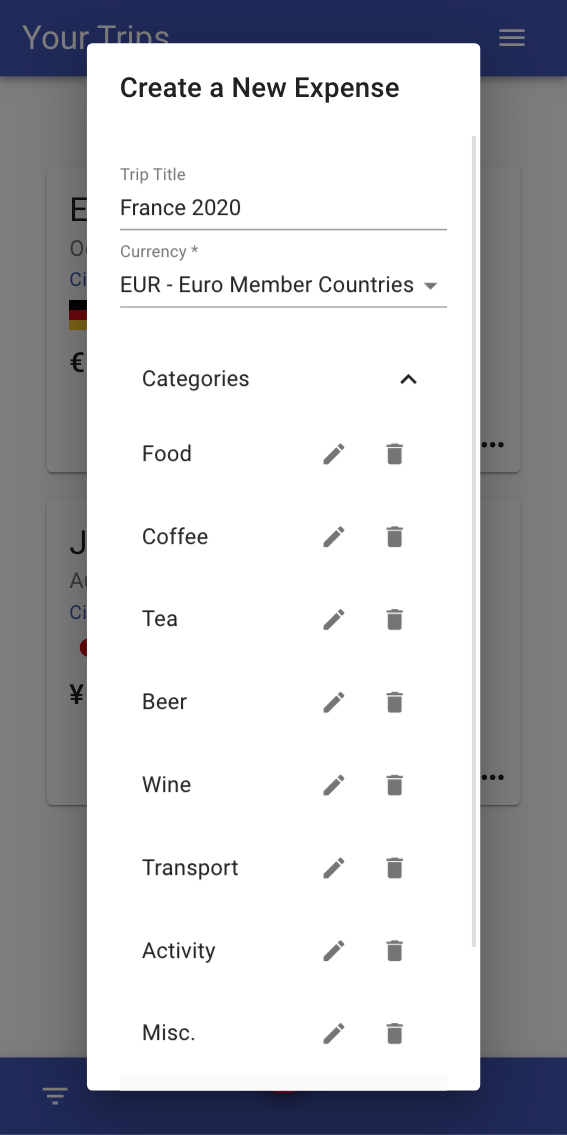 Your Trips
Create a New Expense
Trip Title
France 2020
Currency *
EUR - Euro Member Countries
Categories
Food
Coffee
Tea
Beer
Wine
Transport
Activity
Misc.
€
¥